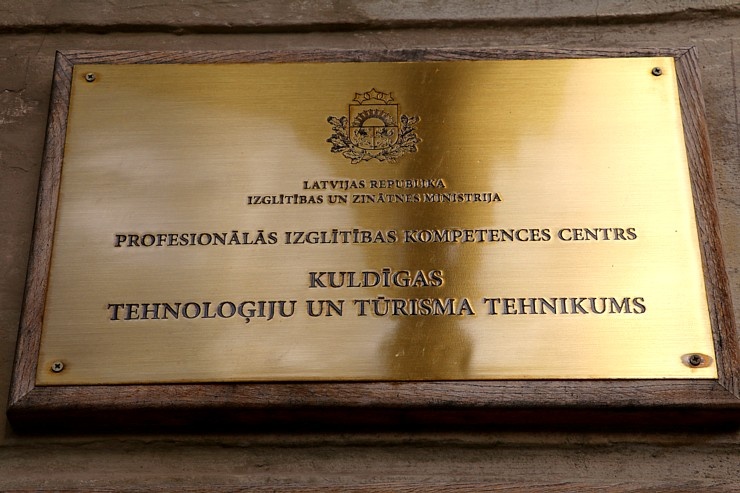 LATVIJAS REPUBLIKA
IZGLĪTĪBAS UN ZINĀTNES MINISTRIJA
PROFESIONĀLĀS IZGLĪTĪBAS KOMPETENCES CENTRS
KULDĪGAS
TEHNOLOĢIJU UN TŪRISMA TEHNIKUMS